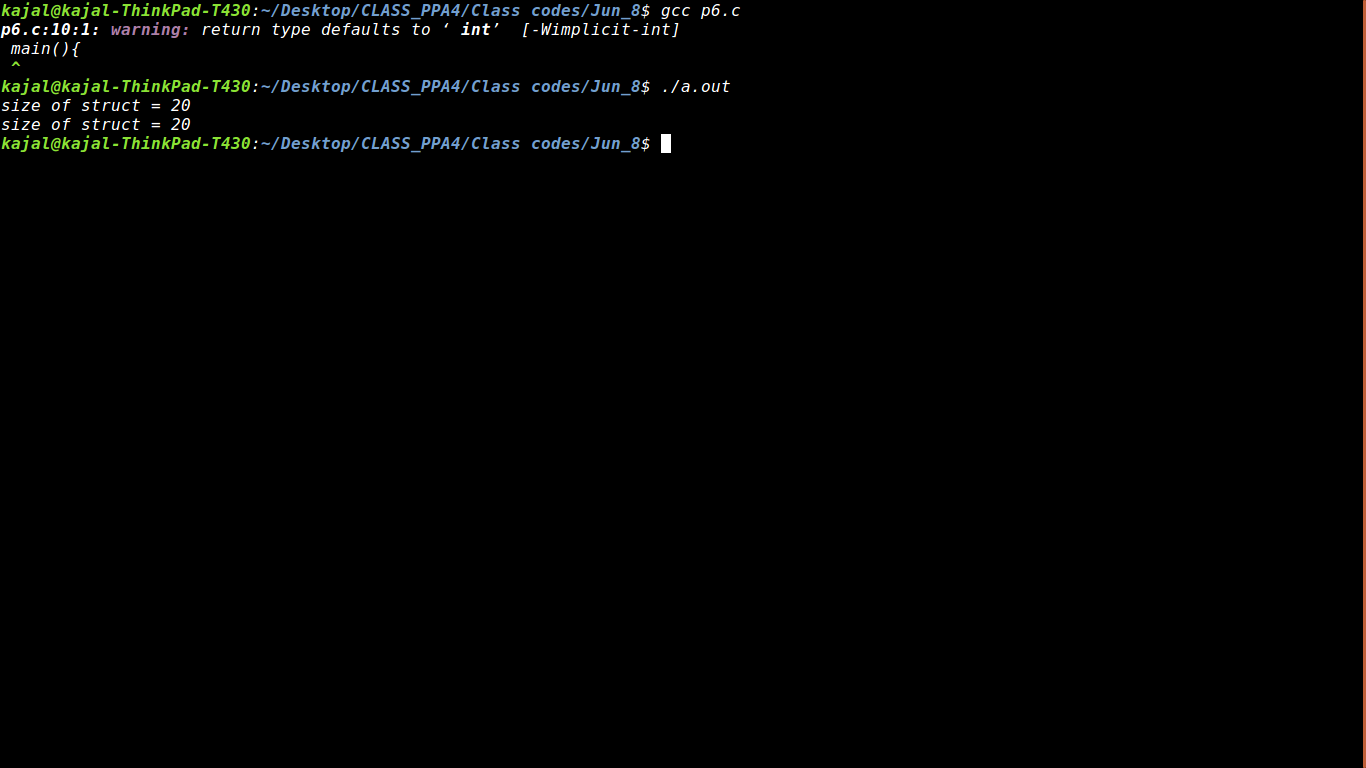 kajal@kajal-ThinkPad-T430:~/Desktop/CLASS_PPA4/Class codes/Jun_8$ gcc p6.c
p6.c:10:1: warning: return type defaults to ‘ int’  [-Wimplicit-int]
 main(){
 ^
kajal@kajal-ThinkPad-T430:~/Desktop/CLASS_PPA4/Class codes/Jun_8$ ./a.out
size of struct = 20
size of struct = 20
kajal@kajal-ThinkPad-T430:~/Desktop/CLASS_PPA4/Class codes/Jun_8$